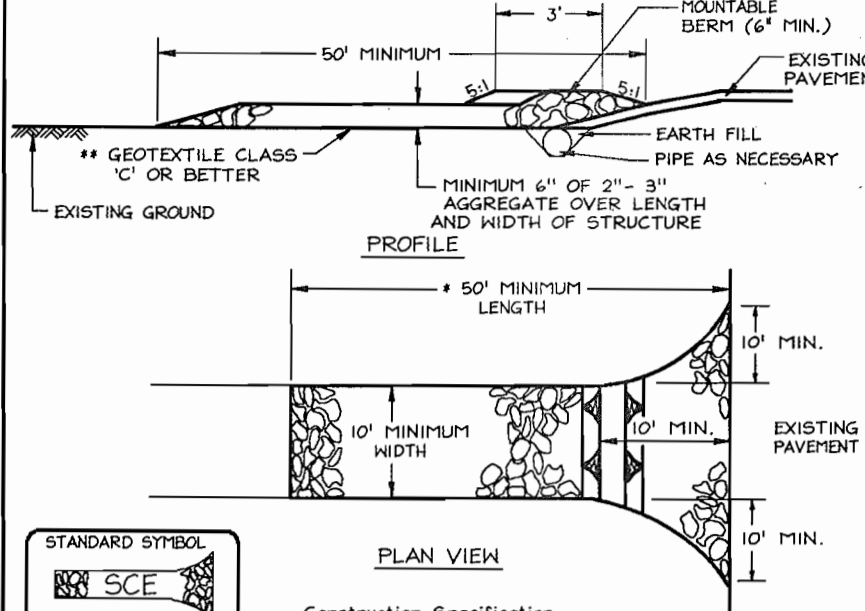 3'
MOUNTABLE
BERM (6" MIN.)
50' MINIMUM
5:1
5:1
EXISTING
PAVEMEN
** GEOTEXTILE CLASS
'C' OR BETTER
EARTH FILL
PIPE AS NECESSARY
EXISTING GROUND
MINIMUM 6" OF 2"- 3"
AGGREGATE OVER LENGTH
AND WIDTH OF STRUCTURE
PROFILE
* 50' MINIMUM
LENGTH
10' MIN.
10' MINIMUM
WIDTH
10' MIN.
EXISTING
PAVEMENT
10' MIN.
STANDARD SYMBOL
SCE
PLAN VIEW
Construction Specification